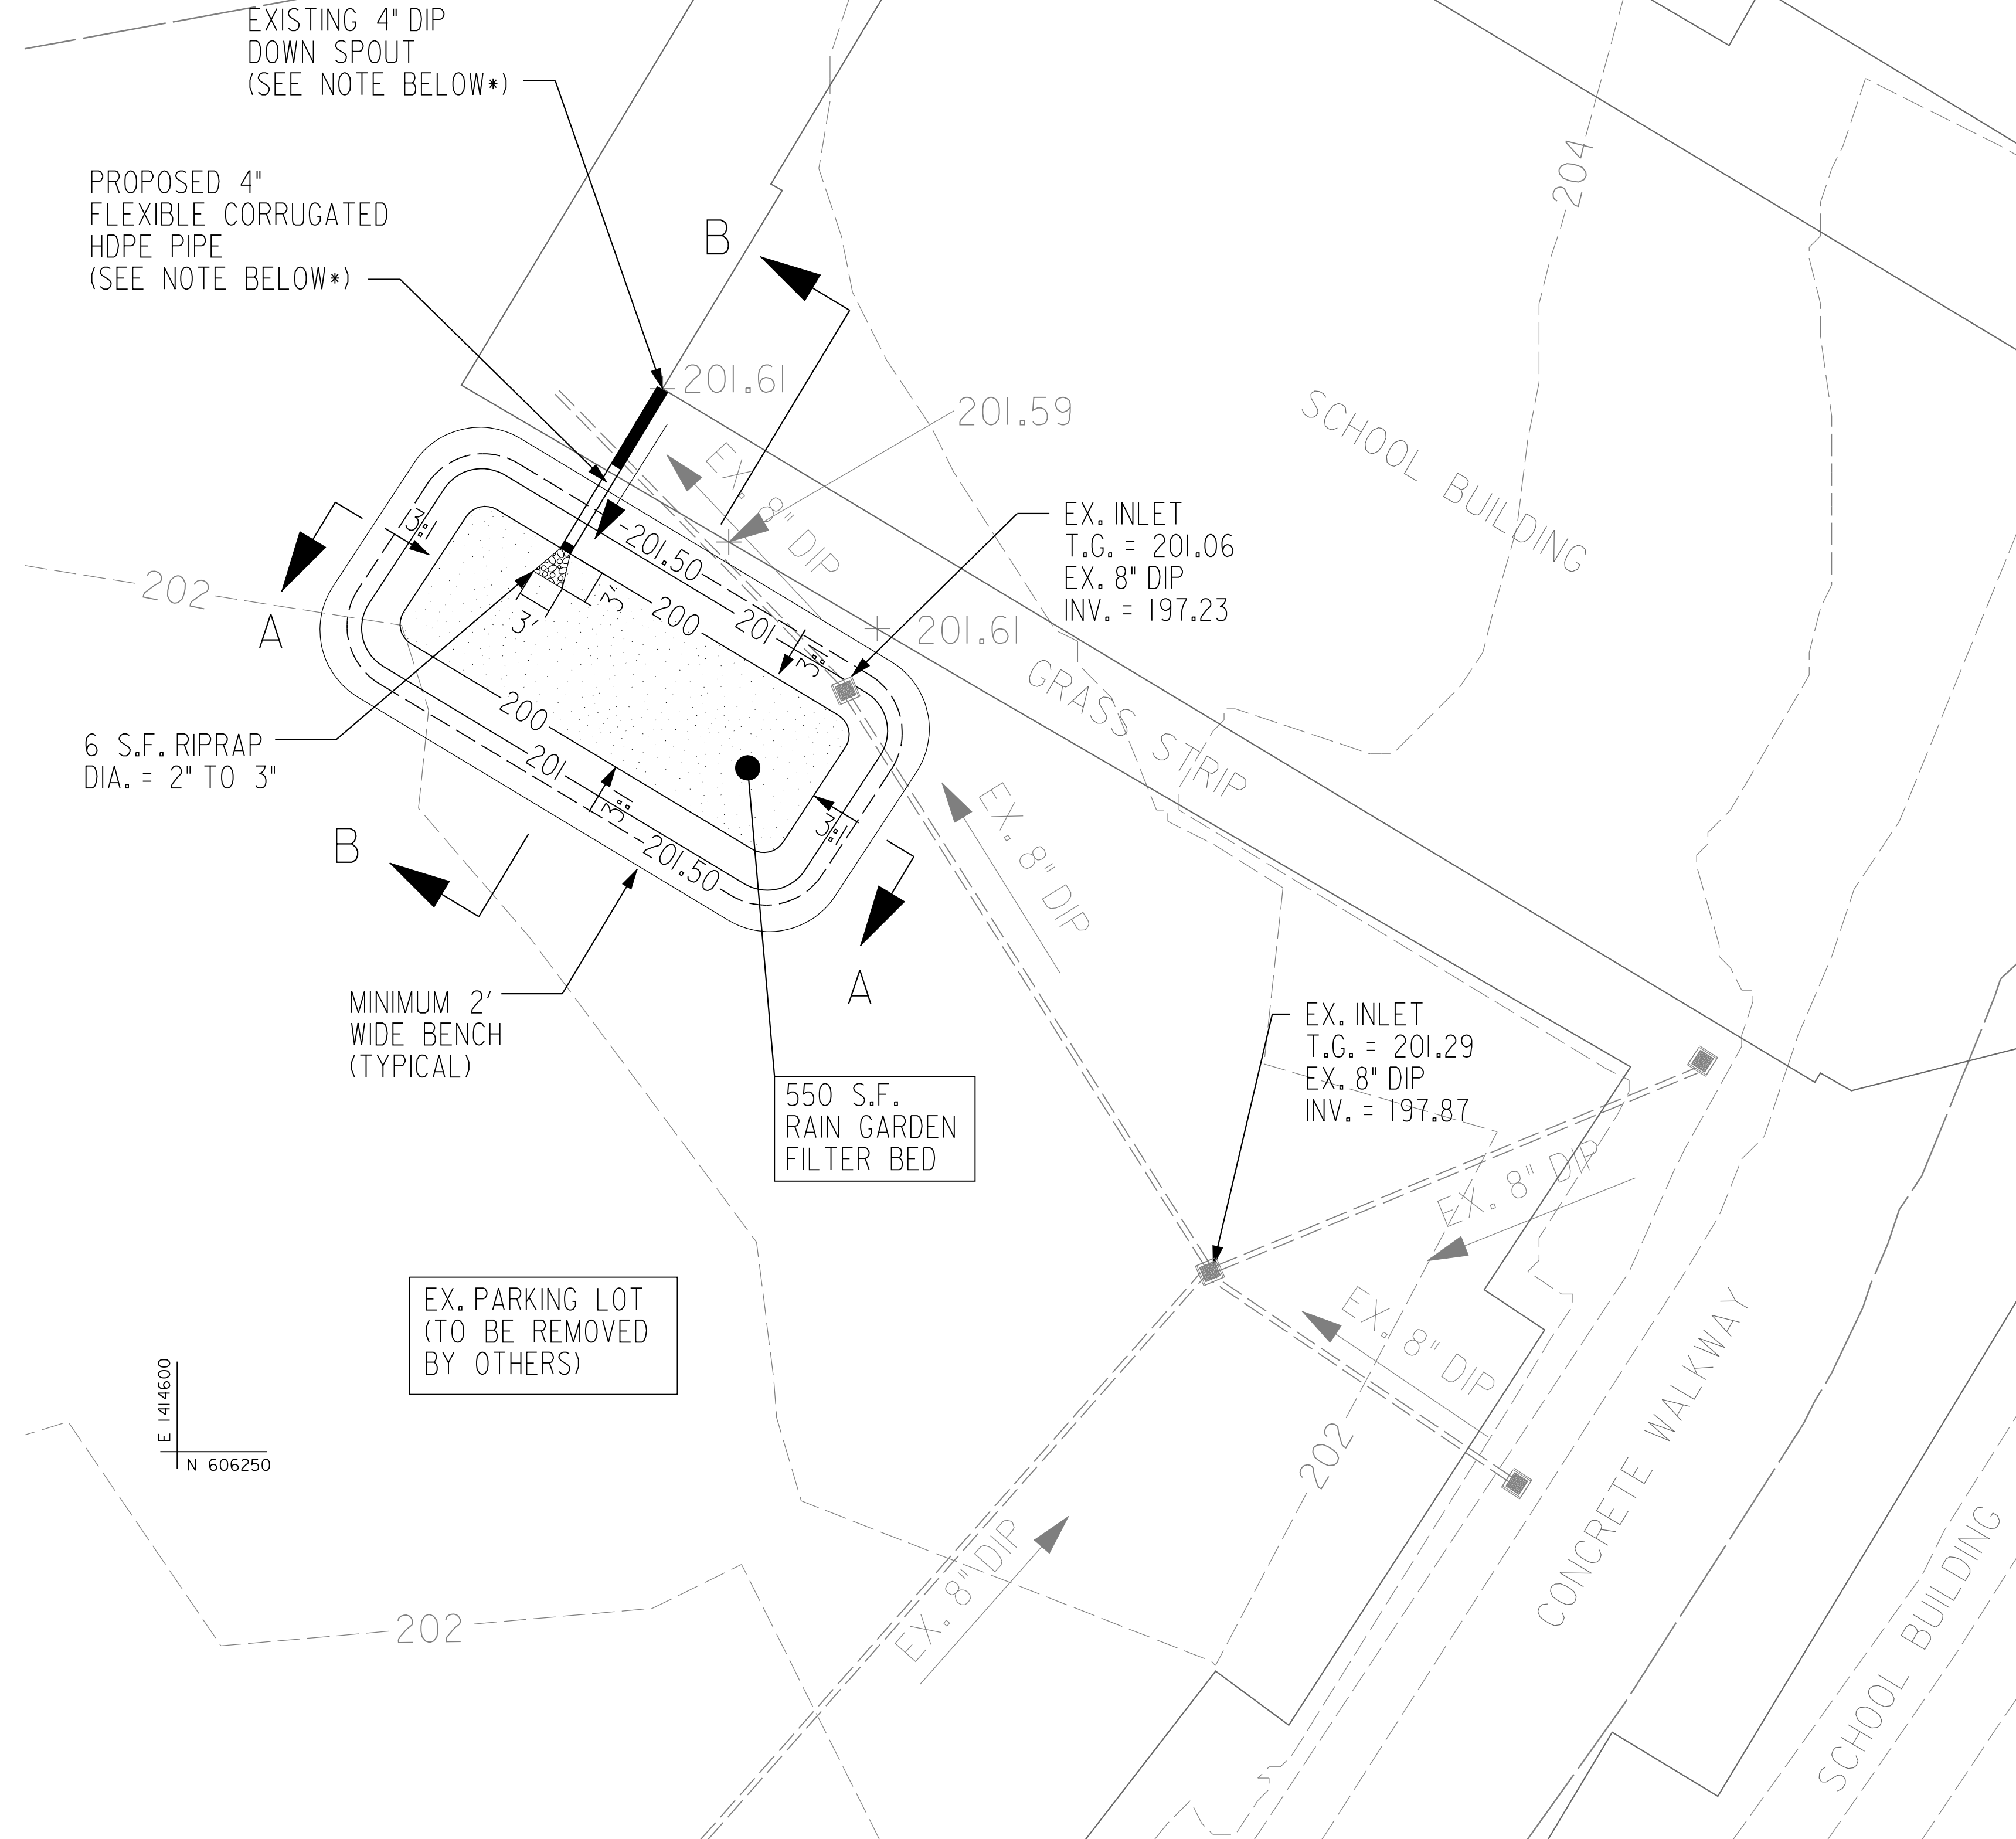 EXISTING 4" DIP
DOWN SPOUT
(SEE NOTE BELOW*)
PROPOSED 4"
FLEXIBLE CORRUGATED
HDPE PIPE
(SEE NOTE BELOW*)
B
204
201.61
201.59
SCHOOL BUILDING
EX. 8" DIP
EX. INLET
T.G. = 201.06
EX. 8" DIP
INV. = 197.23
3:1
201.50
202
A
3'
3'
200
201
3:1
201.61
GRASS STRIP
200
201
3:1
3:1
201.50
6 S.F. RIPRAP
DIA. = 2" TO 3"
B
EX. 8" DIP
A
MINIMUM 2'
WIDE BENCH
(TYPICAL)
EX. INLET
T.G. = 201.29
EX. 8" DIP
INV. = 197.87
550 S.F.
RAIN GARDEN
FILTER BED
EX. 8" DIP
EX. PARKING LOT
(TO BE REMOVED
BY OTHERS)
EX. 8" DIP
E 1414600
N 606250
202
CONCRETE WALKWAY
EX. 8" DIP
202
SCHOOL BUILDING